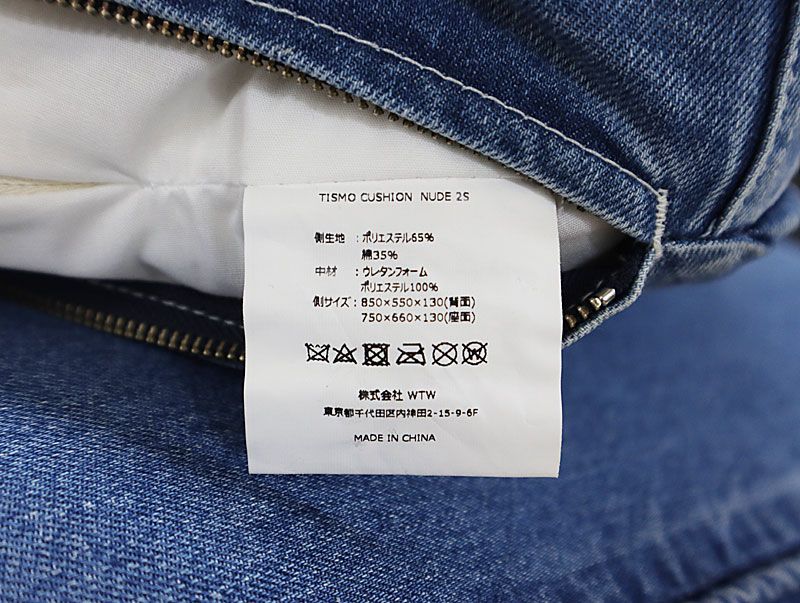 TISMO CUSHION NUDE 2S
側生地 : ポリエステル65%
綿35%
中材 : ウレタンフォーム
ポリエステル100%
側サイズ : 850×550×130(背面)
750×660×130(座面)
株式会社 WTW
東京都千代田区内神田2-15-9-6F
MADE IN CHINA